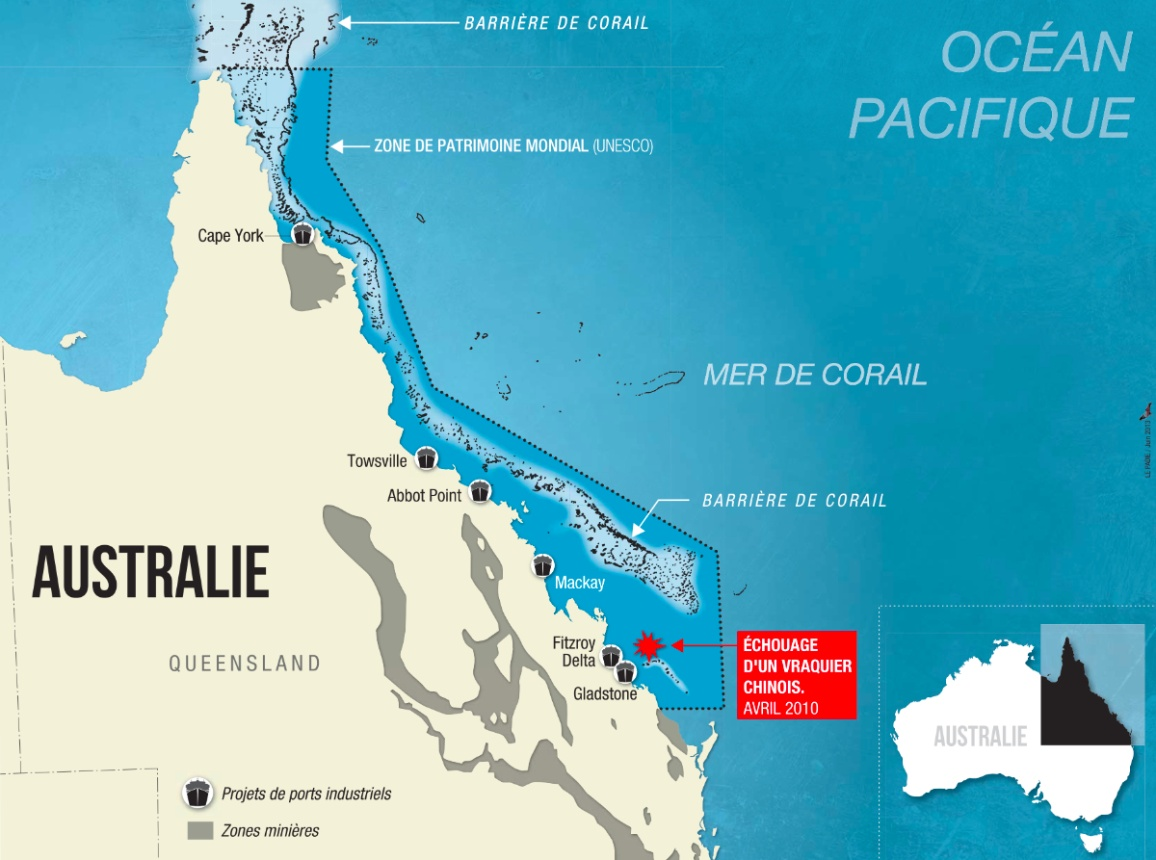 BARRIÈRE DE CORAIL
OCÉAN
PACIFIQUE
ZONE DE PATRIMOINE MONDIAL (UNESCO)
Cape York
MER DE CORAIL
Towsville
Abbot Point
BARRIÈRE DE CORAIL
AUSTRALIE
Mackay
QUEENSLAND
Fitzroy
Delta
Gladstone
ÉCHOUAGE
D'UN VRAQUIER
CHINOIS.
AVRIL 2010
AUSTRALIE
Projets de ports industriels
Zones minières